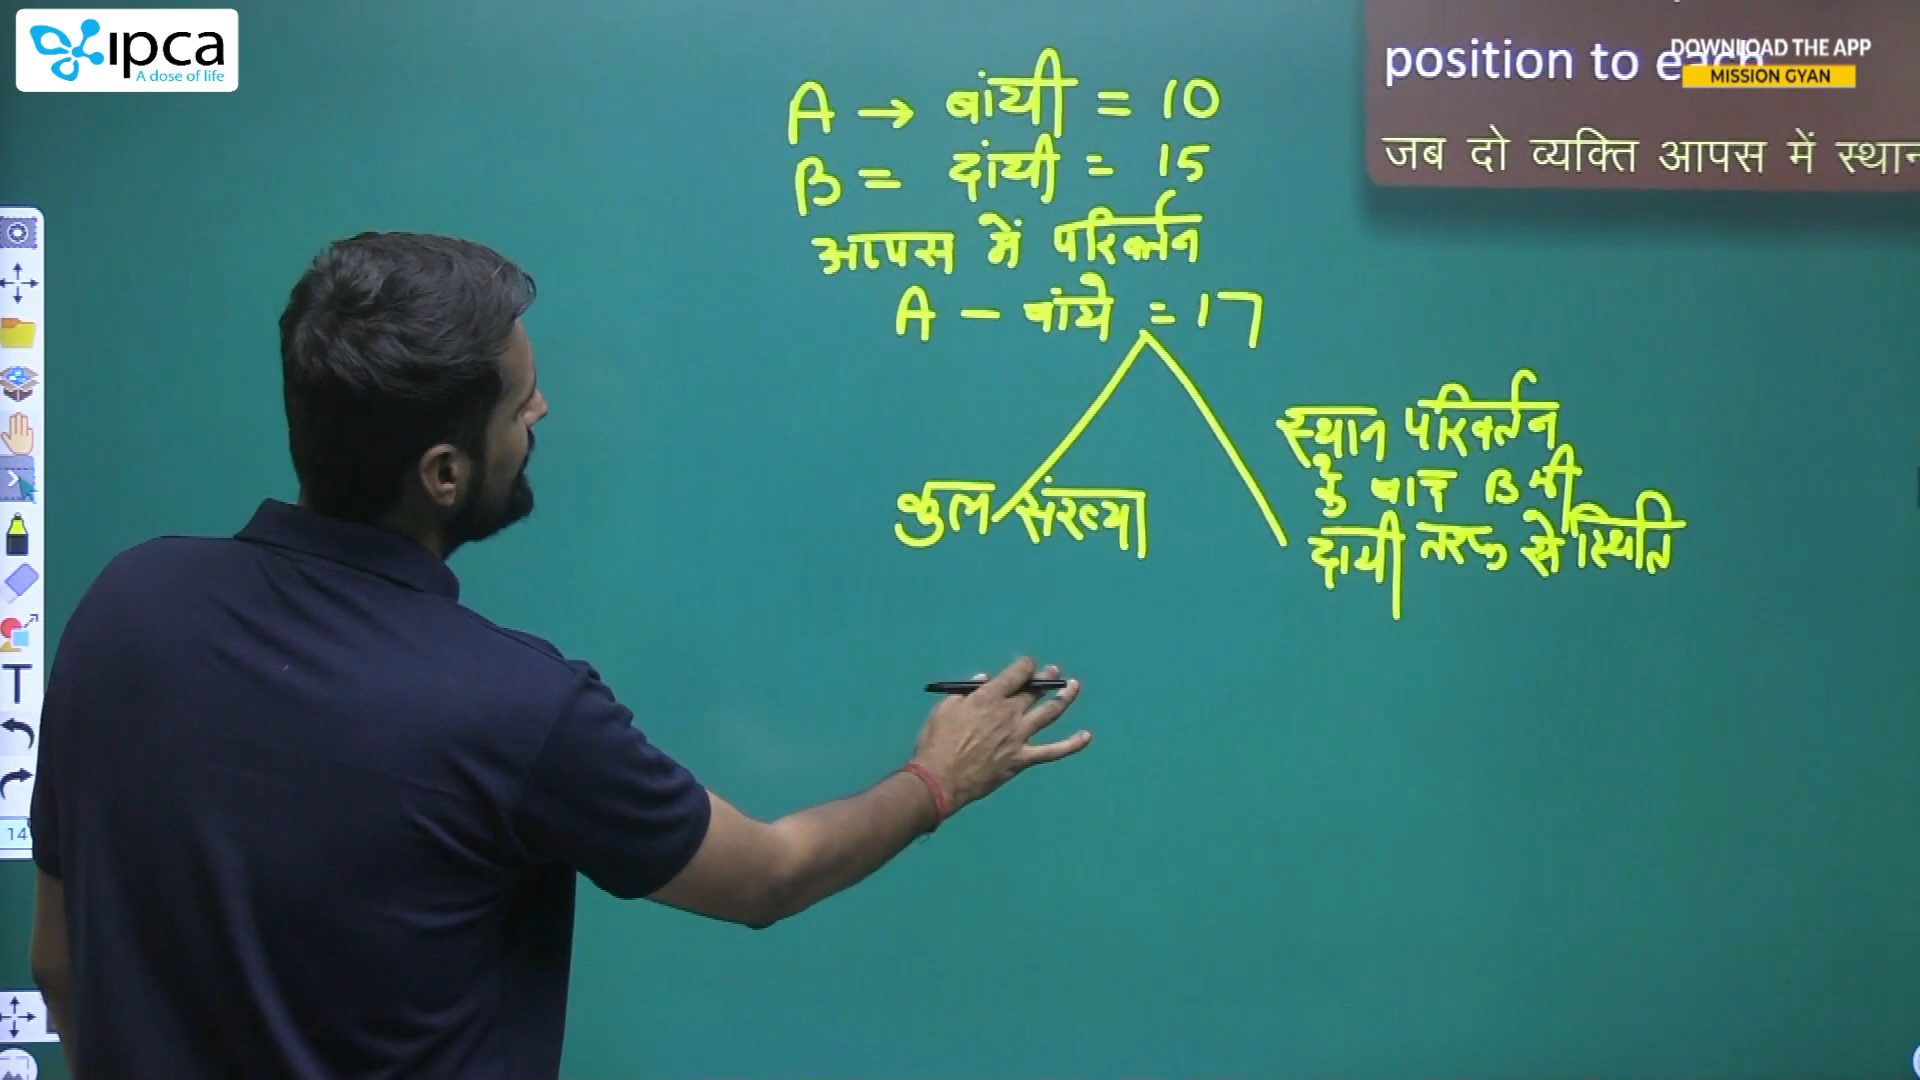 ipca
A dose of life
DOWNLOAD THE APP
MISSION GYAN
position to each
जब दो व्यक्ति आपस में स्थान
A → बांयी = 10
B = दांयी = 15
आपस में परिवर्तन
A – बांये = 17
कुल संख्या
स्थान परिवर्तन
के बाद B की
दायी तरफ से स्थिति
T
14